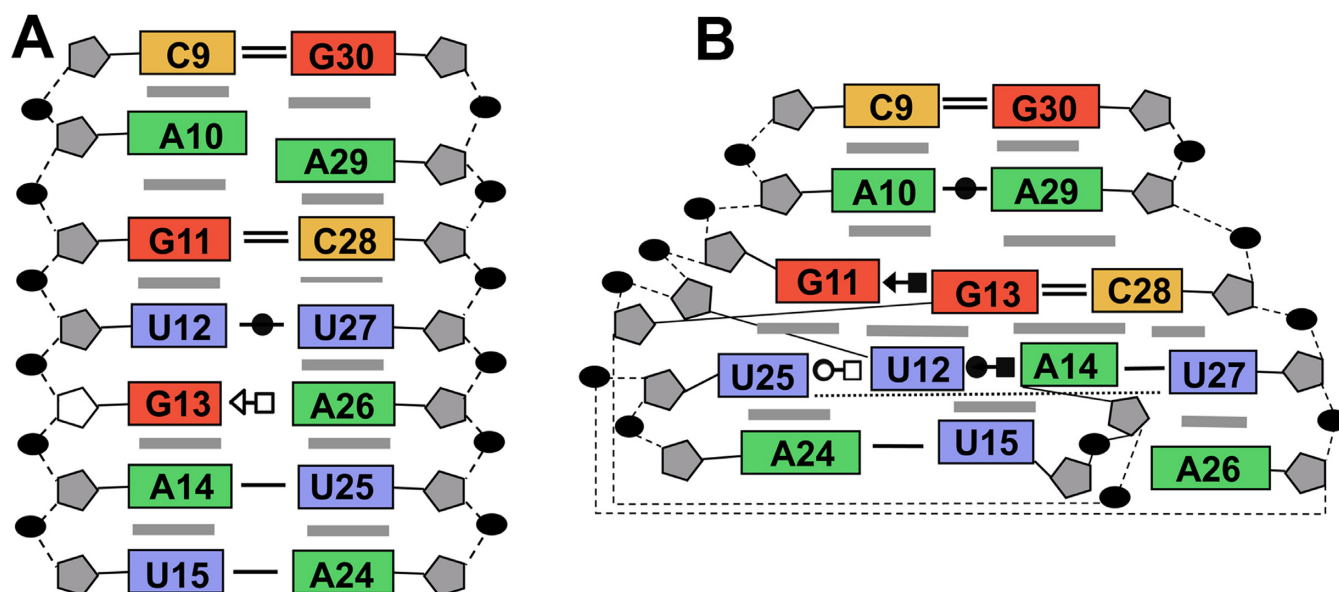 A
C9 G30
A10
A29
G11 C28
U12 U27
G13 A26
A14 U25
U15 A24
B
C9 G30
A10 A29
G11 G13 C28
U25 U12 A14 U27
A24 U15 A26